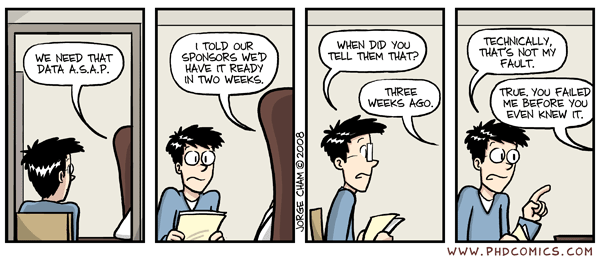 WE NEED THAT
DATA A.S.A.P.
I TOLD OUR
SPONSORS WE'D
HAVE IT READY
IN TWO WEEKS.
WHEN DID YOU
TELL THEM THAT?
THREE
WEEKS AGO.
TECHNICALLY,
THAT'S NOT MY
FAULT.
TRUE. YOU FAILED
ME BEFORE YOU
EVEN KNEW IT.
JORGE CHAM © 2008
WWW.PHDCOMICS.COM